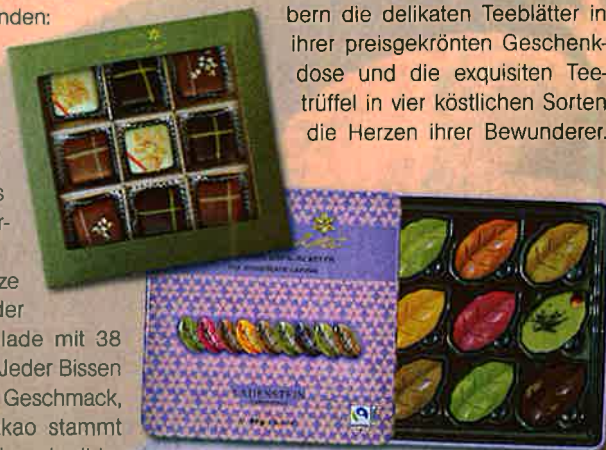 nden:
s
r-
ze
der
lade mit 38
Jeder Bissen
Geschmack,
kao stammt
bern die delikaten Teeblätter in
ihrer preisgekrönten Geschenk-
dose und die exquisiten Tee-
trüffel in vier köstlichen Sorten
die Herzen ihrer Bewunderer.
LAUENSTEIN